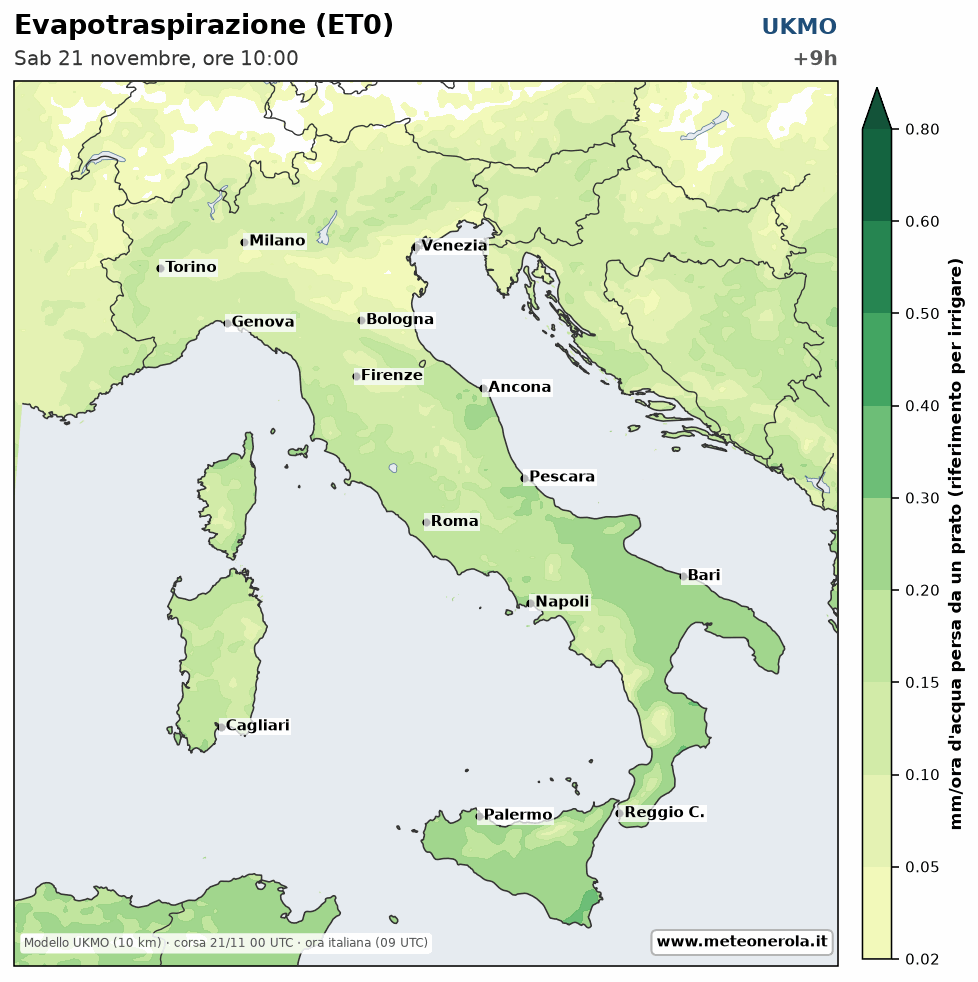 Evapotraspirazione (ET0)
UKMO
Sab 21 novembre, ore 10:00
+9h
Milano
Venezia
Torino
Genova
Bologna
Firenze
Ancona
Pescara
Roma
Bari
Napoli
Cagliari
Palermo
Reggio C.
0.80
0.60
0.50
0.40
0.30
0.20
0.15
0.10
0.05
0.02
mm/ora d'acqua persa da un prato (riferimento per irrigare)
Modello UKMO (10 km) · corsa 21/11 00 UTC · ora italiana (09 UTC)
www.meteonerola.it